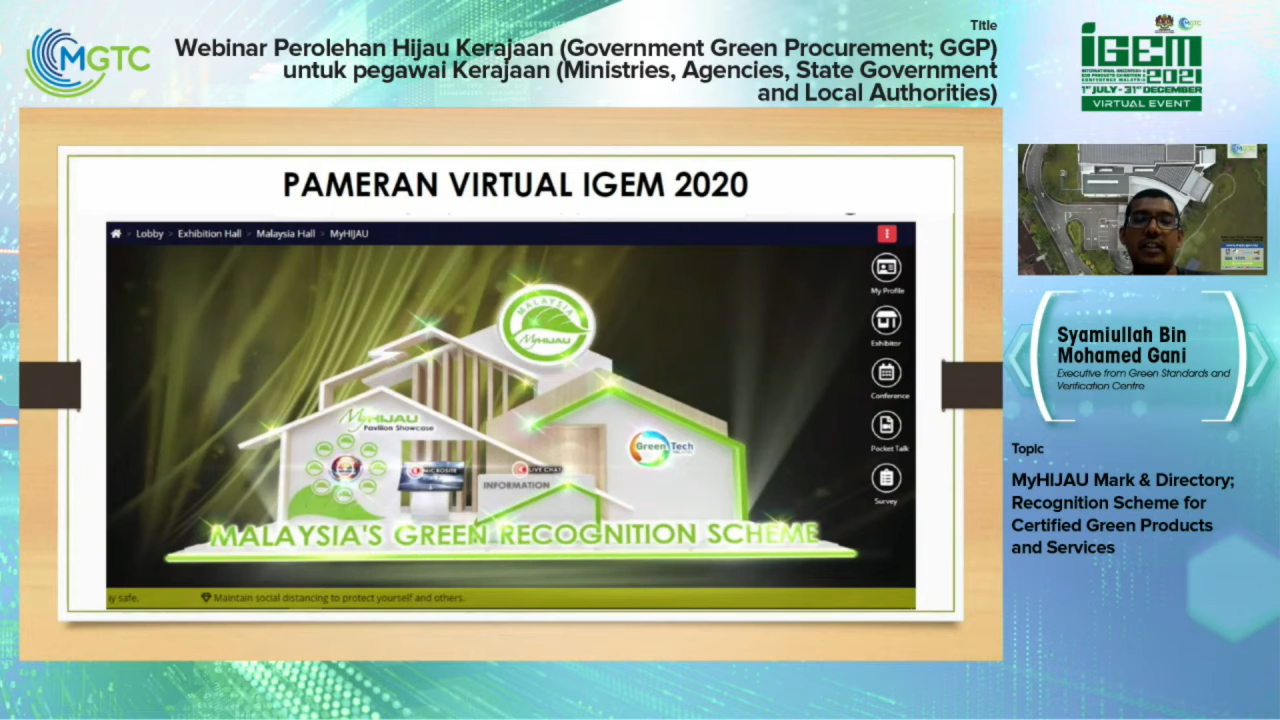 MGTC
Title
Webinar Perolehan Hijau Kerajaan (Government Green Procurement; GGP)
untuk pegawai Kerajaan (Ministries, Agencies, State Government
and Local Authorities)
iGEM
2021
1ST JULY - 31ST DECEMBER
VIRTUAL EVENT
PAMERAN VIRTUAL IGEM 2020
Lobby > Exhibition Hall > Malaysia Hall > MyHIJAU
My Profile
Exhibitor
Conference
Pocket Talk
Survey
MALAYSIA
MyHIJAU
MyHIJAU
Pavilion Showcase
MICROSITE
LIVE CHAT
INFORMATION
Green Tech
MALAYSIA'S GREEN RECOGNITION SCHEME
ay safe.
Maintain social distancing to protect yourself and others.
Syamiullah Bin
Mohamed Gani
Executive from Green Standards and
Verification Centre
Topic
MyHIJAU Mark & Directory;
Recognition Scheme for
Certified Green Products
and Services